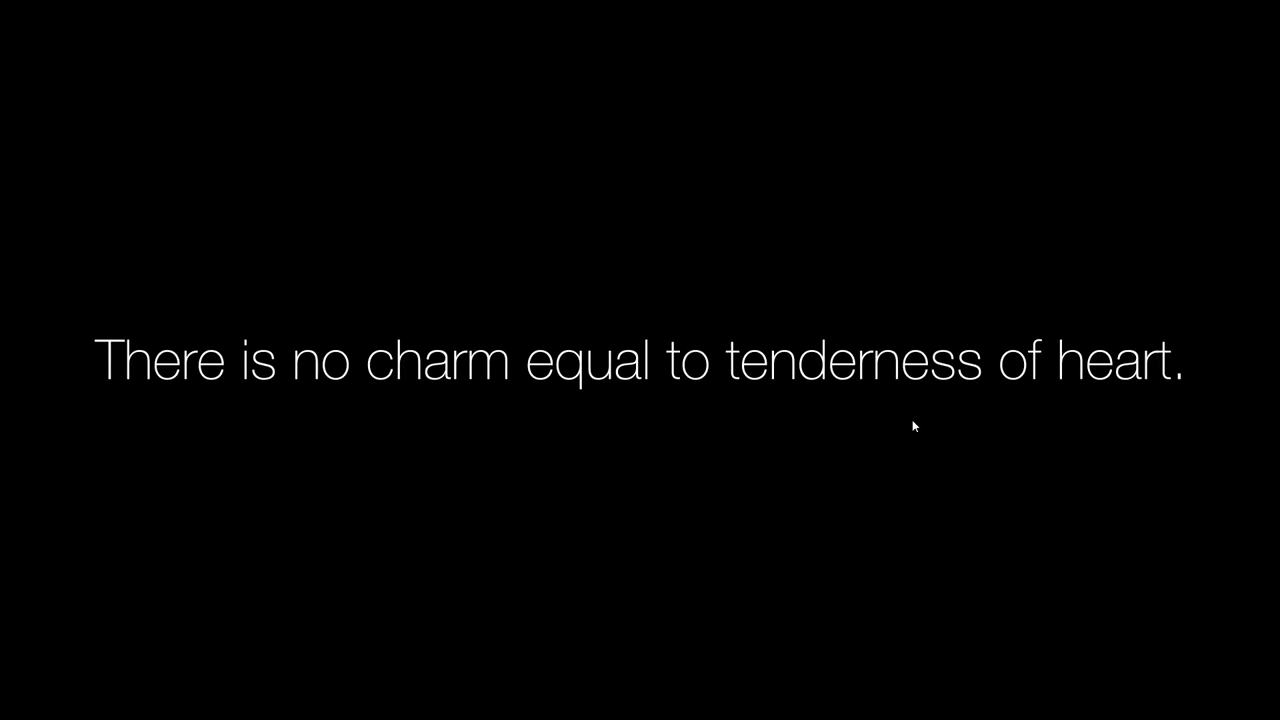 There is no charm equal to tenderness of heart.